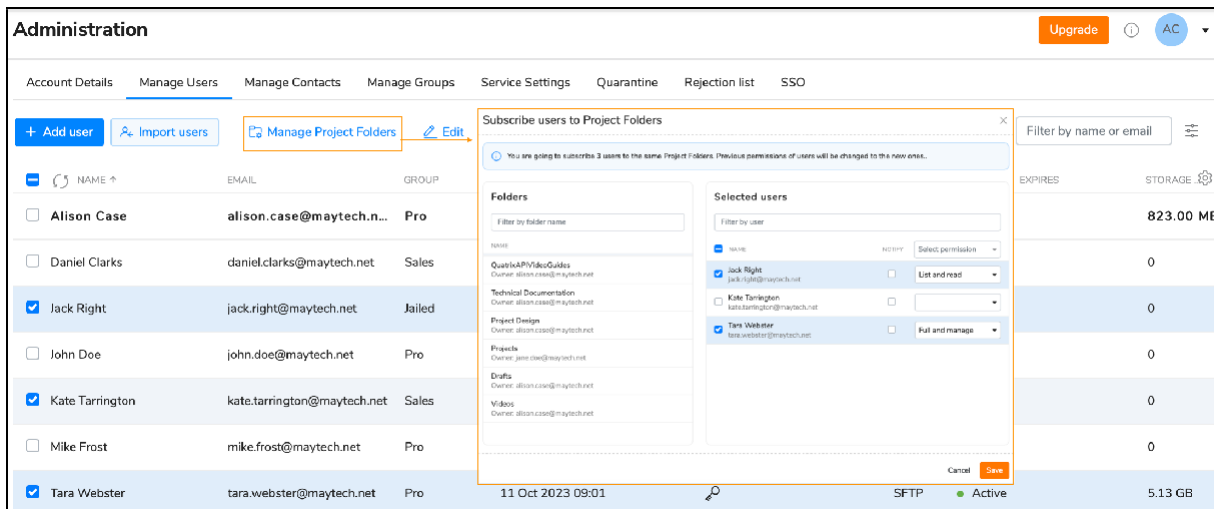 Administration
Upgrade
AC
Account Details Manage Users Manage Contacts Manage Groups Service Settings Quarantine Rejection list SSO
+ Add user Import users Manage Project Folders Edit
Filter by name or email
NAME EMAIL GROUP
EXPIRES STORAGE ..
Alison Case alison.case@maytech.n... Pro
823.00 ME
Daniel Clarks daniel.clarks@maytech.net Sales
0
Jack Right jack.right@maytech.net Jailed
0
John Doe john.doe@maytech.net Pro
0
Kate Tarrington kate.tarrington@maytech.net Sales
0
Mike Frost mike.frost@maytech.net Pro
0
Tara Webster tara.webster@maytech.net Pro 11 Oct 2023 09:01 SFTP Active 5.13 GB
Subscribe users to Project Folders
You are going to subscribe 3 users to the same Project Folders. Previous permissions of users will be changed to the new ones..
Folders
Filter by folder name
NAME
QuatrixAPIVideoGuides
Owner: alison.case@maytech.net
Technical Documentation
Owner: alison.case@maytech.net
Project Design
Owner: alison.case@maytech.net
Projects
Owner: jane.doe@maytech.net
Drafts
Owner: alison.case@maytech.net
Videos
Owner: alison.case@maytech.net
Selected users
Filter by user
NAME NOTIFY Select permission
Jack Right
jack.right@maytech.net
List and read
Kate Tarrington
kate.tarrington@maytech.net
Tara Webster
tara.webster@maytech.net
Full and manage
Cancel Save